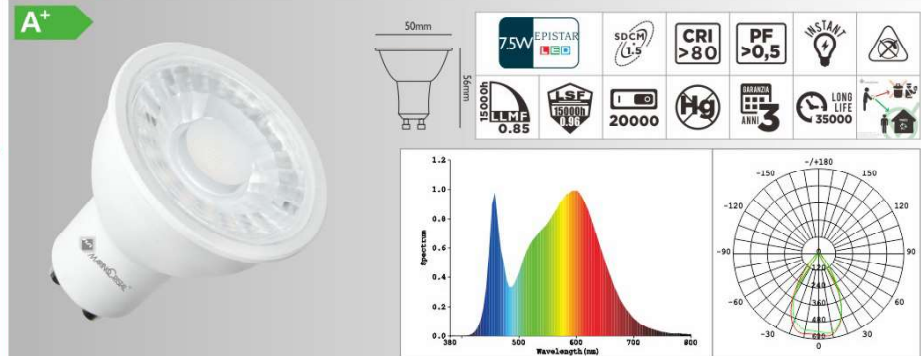 A+
50mm
56mm
7.5W EPISTAR
LED
SDCM
1.5
CRI
>80
PF
>0,5
INSTANT
15000h
LLMF
0.85
LSF
15000h
0.96
20000
Hg
GARANZIA
ANNI 3
LONG
LIFE
35000
1.2
1.0
0.8
0.6
0.4
0.2
0.0
Spectrum
380
500
600
700
800
Wavelength(nm)
-/+180
-150
150
-120
120
-90
90
-60
60
-30
30
0
0
120
240
360
480
600